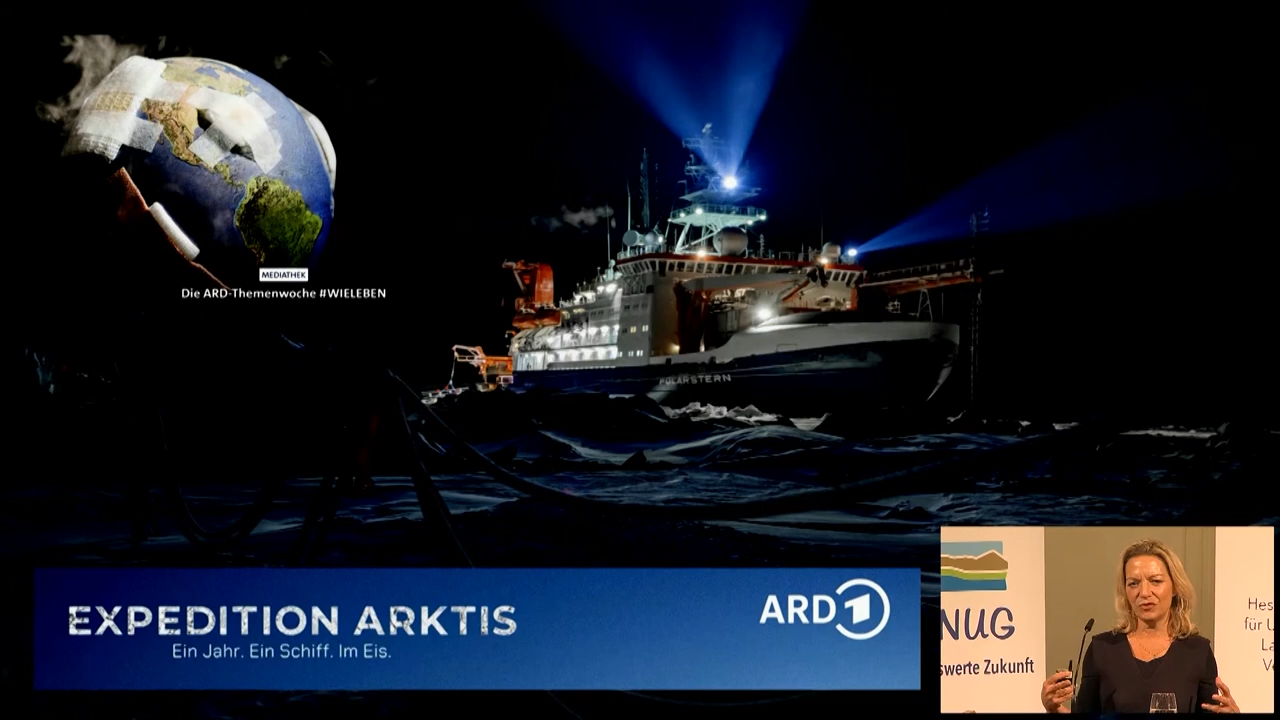 MEDIATHEK
Die ARD-Themenwoche #WIELEBEN
POLARSTERN
EXPEDITION ARKTIS
Ein Jahr. Ein Schiff. Im Eis.
ARD 1
NUG
swerte Zukunft
Hes
für U
La
V